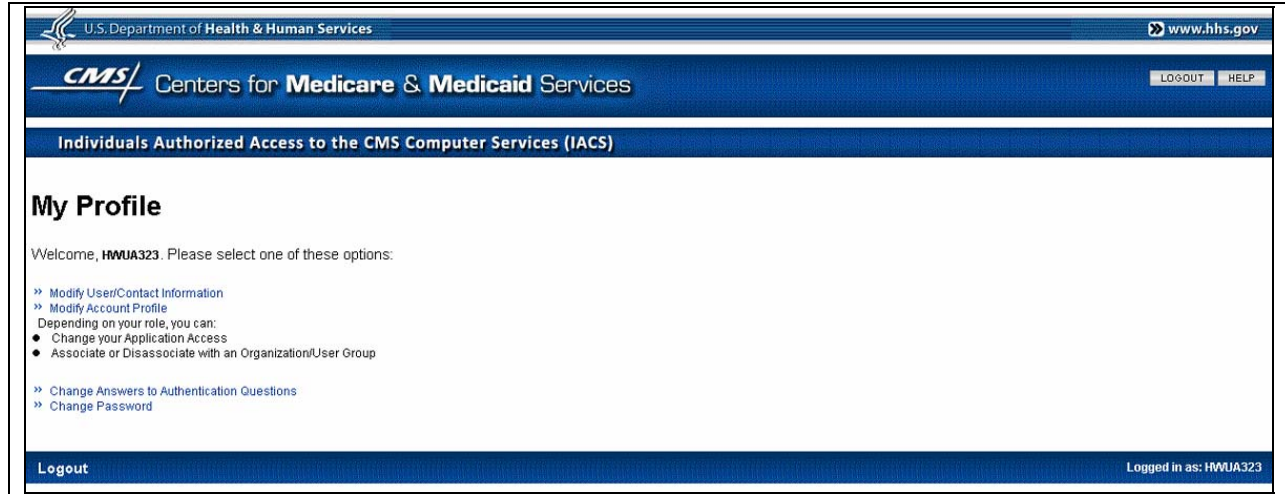 U.S. Department of Health & Human Services
www.hhs.gov
CMS Centers for Medicare & Medicaid Services
LOGOUT HELP
Individuals Authorized Access to the CMS Computer Services (IACS)
My Profile
Welcome, HWUA323. Please select one of these options:
» Modify User/Contact Information
» Modify Account Profile
Depending on your role, you can:
● Change your Application Access
● Associate or Disassociate with an Organization/User Group
» Change Answers to Authentication Questions
» Change Password
Logout
Logged in as: HWUA323